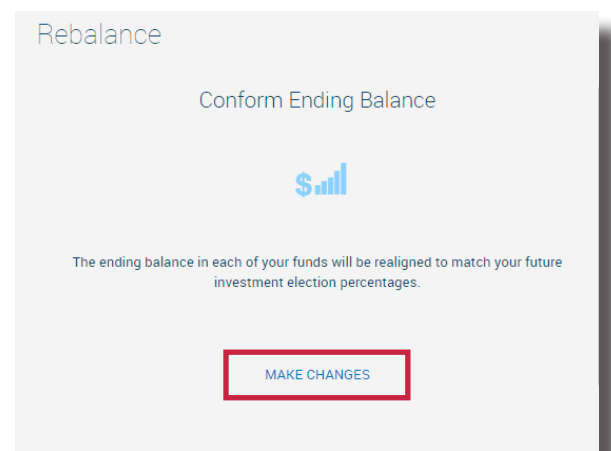 Rebalance
Conform Ending Balance
$
The ending balance in each of your funds will be realigned to match your future
investment election percentages.
MAKE CHANGES